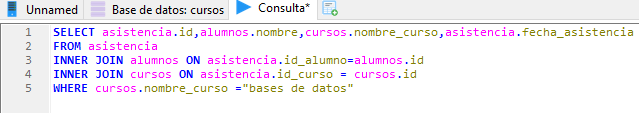 Unnamed Base de datos: cursos Consulta*
1 SELECT asistencia.id,alumnos.nombre,cursos.nombre_curso,asistencia.fecha_asistencia
2 FROM asistencia
3 INNER JOIN alumnos ON asistencia.id_alumno=alumnos.id
4 INNER JOIN cursos ON asistencia.id_curso = cursos.id
5 WHERE cursos.nombre_curso ="bases de datos"